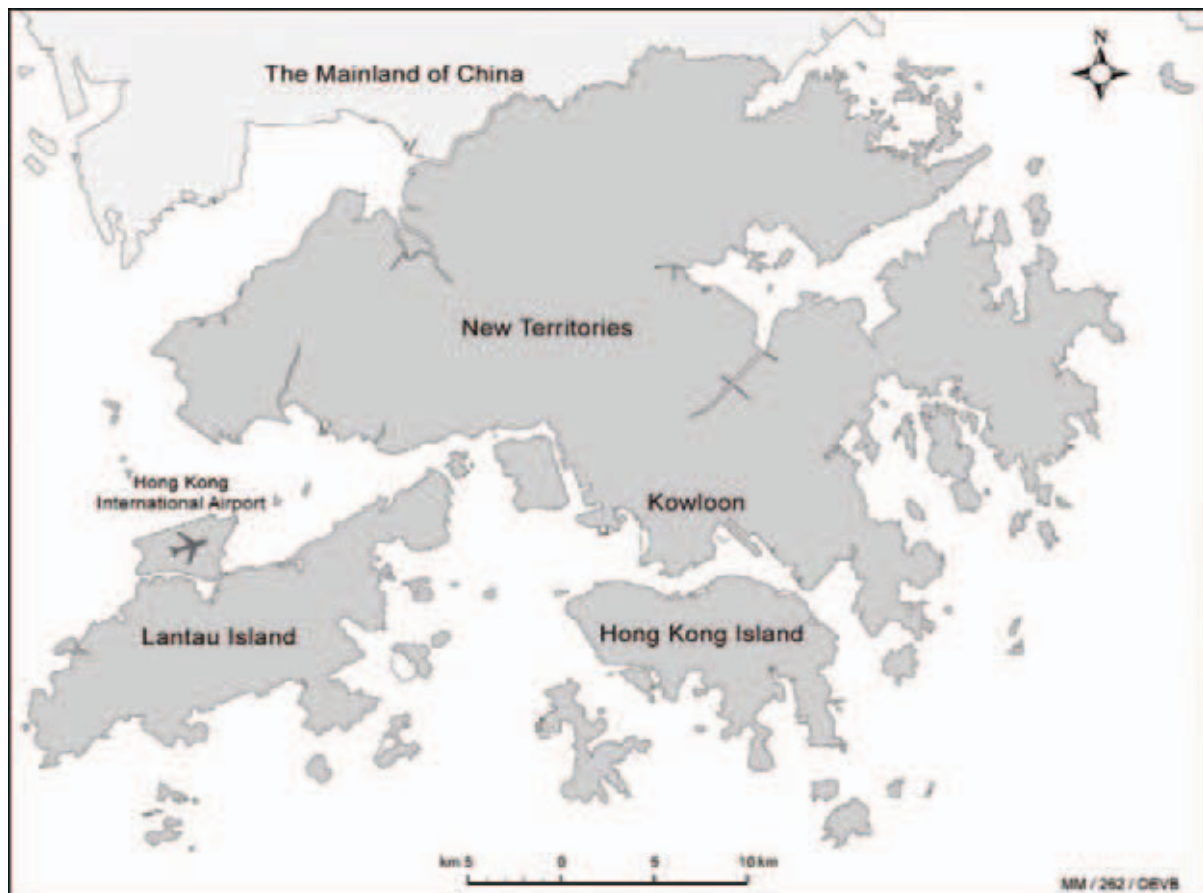 N
The Mainland of China
New Territories
Hong Kong
International Airport
Kowloon
Lantau Island
Hong Kong Island
km 5 0 5 10 km
MM / 262 / OEVB